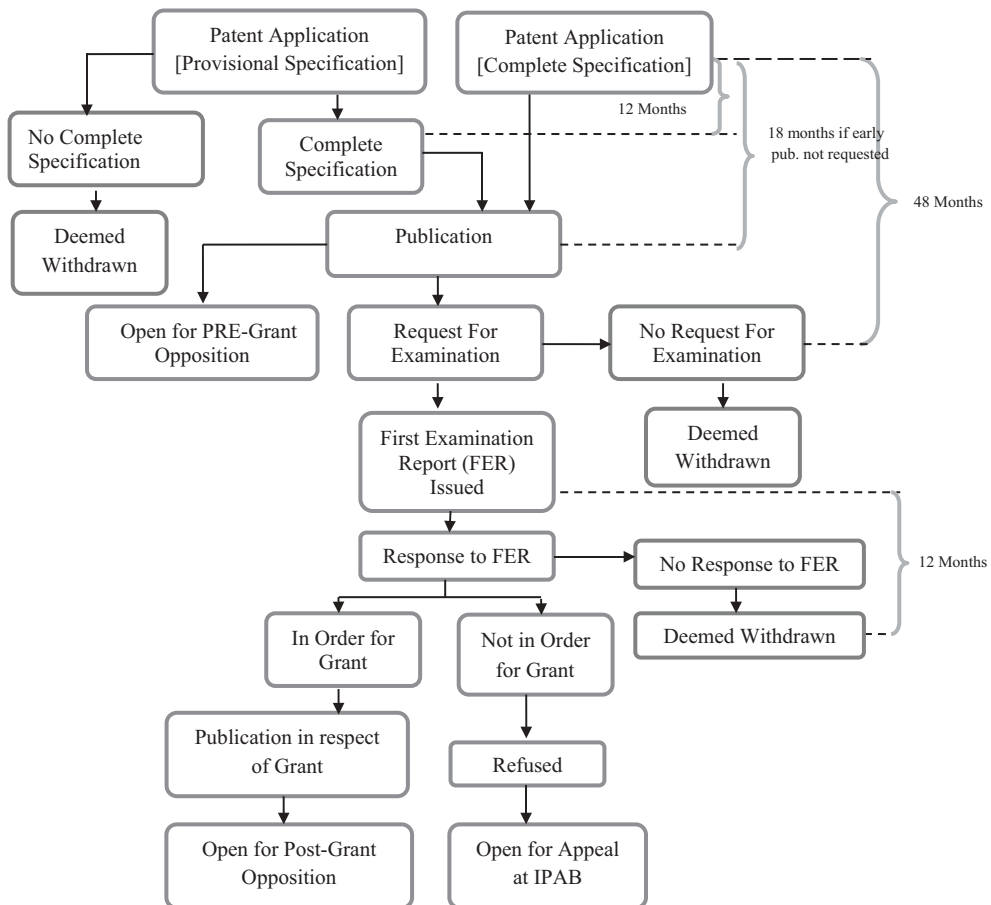 Patent Application
[Provisional Specification]
Patent Application
[Complete Specification]
12 Months
No Complete
Specification
Complete
Specification
18 months if early
pub. not requested
48 Months
Deemed
Withdrawn
Publication
Open for PRE-Grant
Opposition
Request For
Examination
No Request For
Examination
First Examination
Report (FER)
Issued
Deemed
Withdrawn
Response to FER
No Response to FER
12 Months
In Order for
Grant
Not in Order
for Grant
Deemed Withdrawn
Publication in respect
of Grant
Refused
Open for Post-Grant
Opposition
Open for Appeal
at IPAB